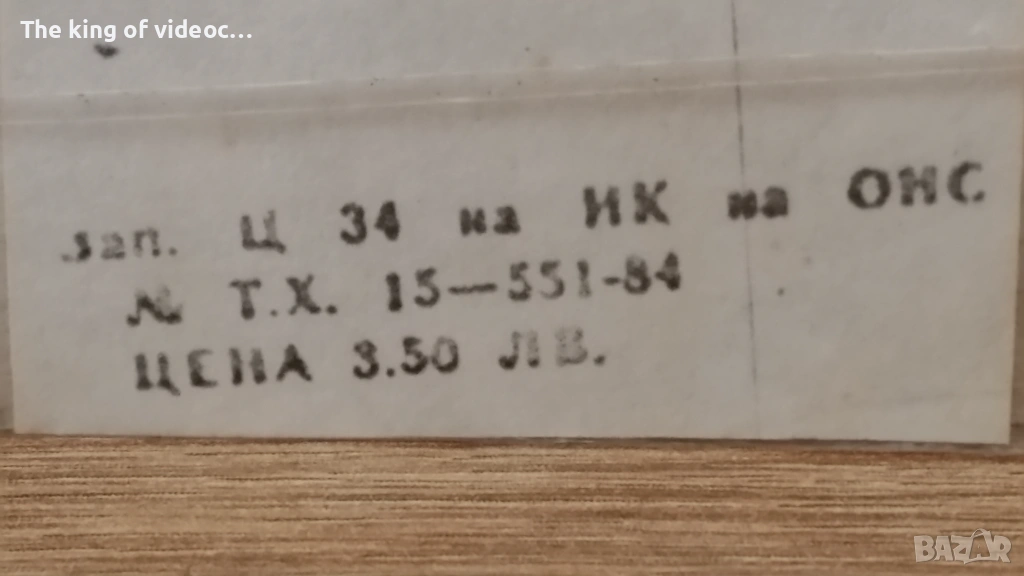 The king of videoc...
зап. Ц 34 на ИК на ОНС
№ Т.Х. 15—551-84
ЦЕНА 3.50 ЛВ.
BAZAR